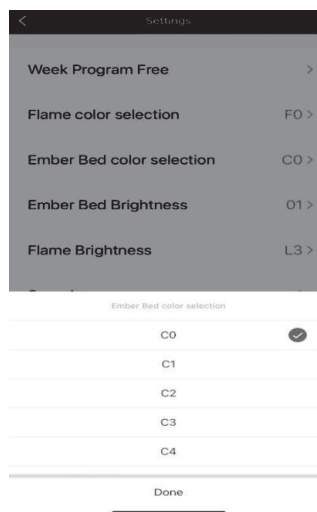 Settings
Week Program Free
Flame color selection F0
Ember Bed color selection C0
Ember Bed Brightness 01
Flame Brightness L3
Ember Bed color selection
C0
C1
C2
C3
C4
Done